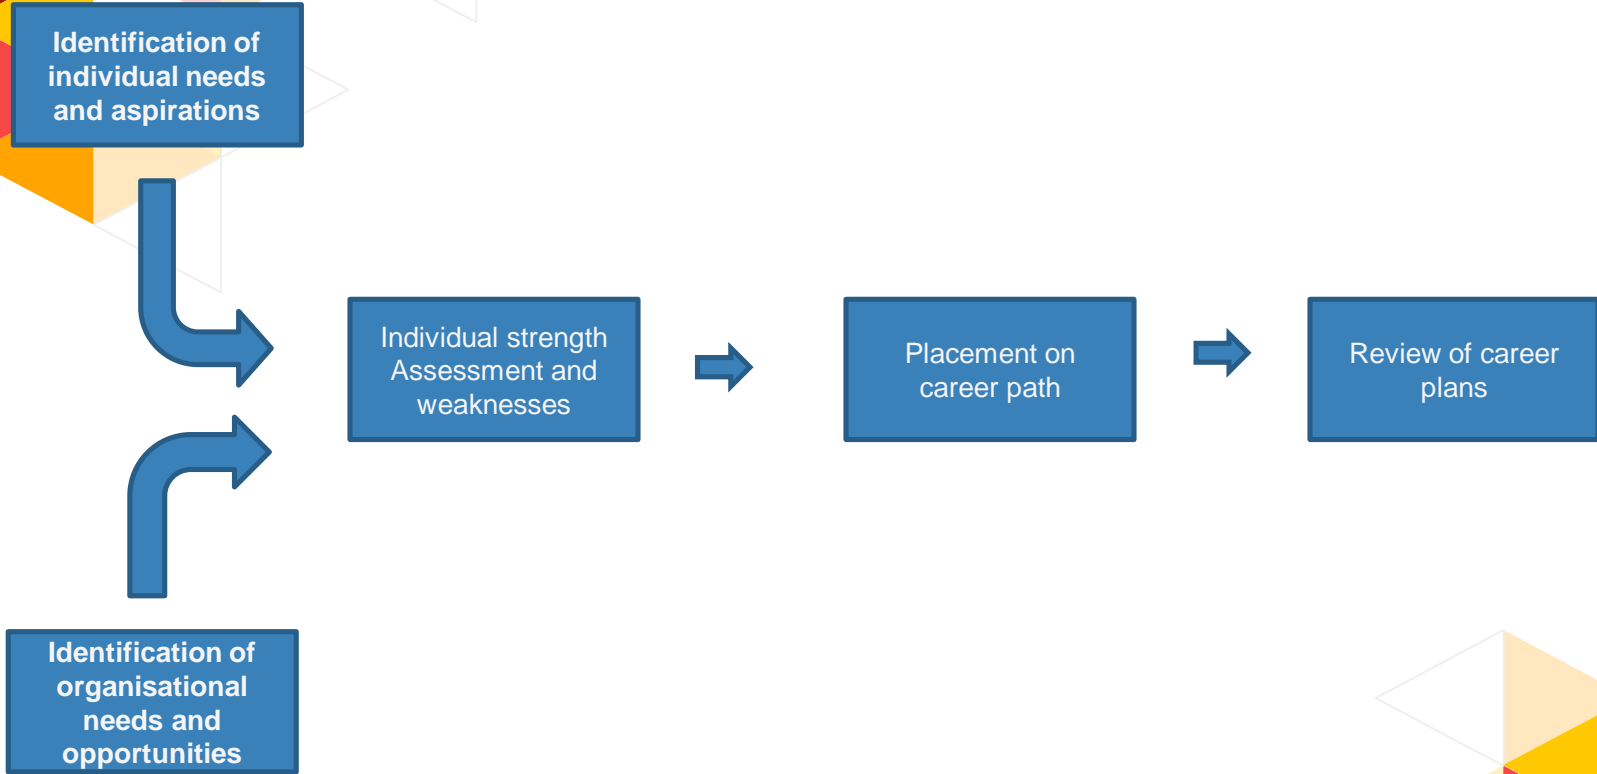 Identification of
individual needs
and aspirations
Individual strength
Assessment and
weaknesses
Placement on
career path
Review of career
plans
Identification of
organisational
needs and
opportunities